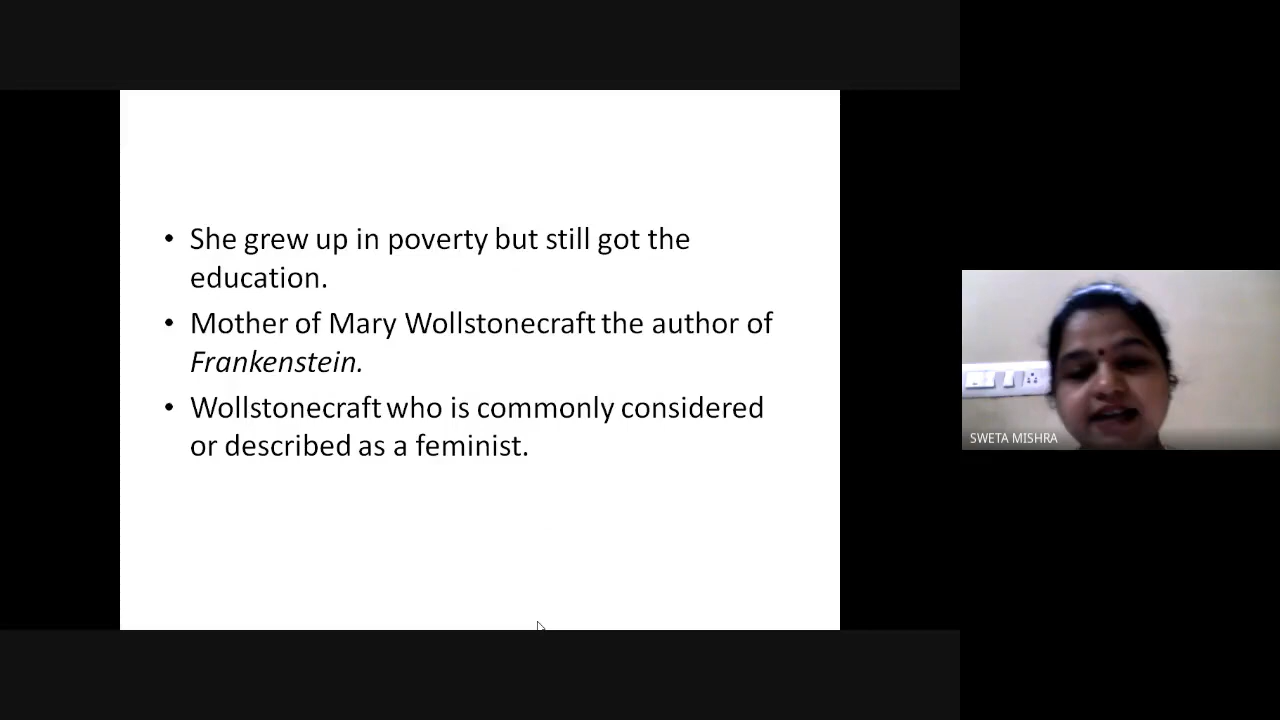 • She grew up in poverty but still got the
education.
• Mother of Mary Wollstonecraft the author of
Frankenstein.
• Wollstonecraft who is commonly considered
or described as a feminist.
SWETA MISHRA